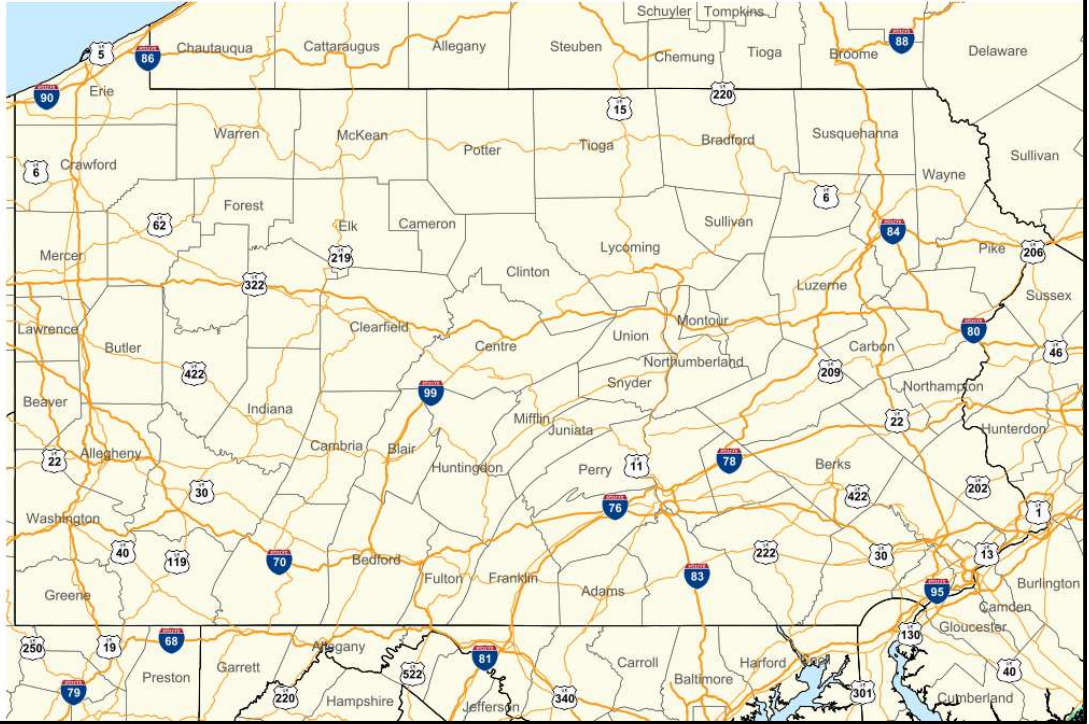 Schuyler Tompkins
5 Chautauqua Cattaraugus Allegany Steuben Chemung Tioga Broome 88 Delaware
86
90 Erie 15 220
Warren McKean Potter Tioga Bradford Susquehanna
6 Crawford Wayne Sullivan
Forest 6
62 Elk Cameron Sullivan 84
Mercer 219 Lycoming Pike 206
322 Clinton Luzerne Sussex
Lawrence Clearfield Union Montour 80
Butler Centre Northumberland Carbon 46
422 Snyder 209
Beaver Indiana 99 Mifflin Northampton
Juniata 22 Hunterdon
22 Allegheny Cambria Blair Huntingdon Perry 11 78 Berks
30 422 202
Washington 76 1
40 119 70 Bedford 222 30 13
Greene Fulton Franklin Adams 83 95 Burlington
Camden
250 19 68 Allegany 130 Gloucester
Preston Garrett 522 81 Carroll Harford Cecil 40
79 220 Hampshire Jefferson 340 Baltimore 301 Cumberland